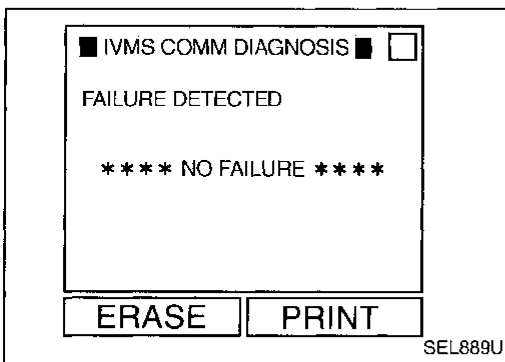 ■ IVMS COMM DIAGNOSIS ■ □
FAILURE DETECTED
**** NO FAILURE ****
ERASE PRINT
SEL889U